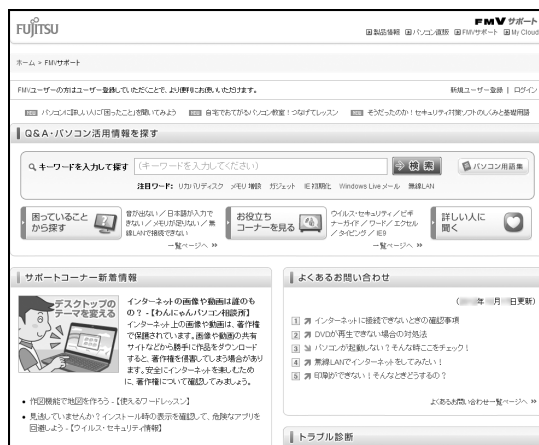 FUJITSU
FMV サポート
製品情報 パソコン直販 FMVサポート My Cloud
ホーム > FMVサポート
FMVユーザーの方はユーザー登録していただくことで、より便利にお使いいただけます。
新規ユーザー登録 | ログイン
パソコンに詳しい人に「困ったこと」を聞いてみよう
自宅でおてがるパソコン教室!つなげてレッスン
そうだったのか!セキュリティ対策ソフトのしくみと基礎用語
Q&A・パソコン活用情報を探す
キーワードを入力して探す (キーワードを入力してください) 検索 パソコン用語集
注目ワード: リカバリディスク メモリ増設 ガジェット IE初期化 Windows Live メール 無線LAN
困っていること
から探す
音が出ない/日本語が入力で
きない/メモリが足りない/無
線LANで接続できない
一覧ページへ »
お役立ち
コーナーを見る
ウイルス・セキュリティ/ビギ
ナーガイド/ワード/エクセル
/タイピング/IE9
一覧ページへ »
詳しい人に
聞く
サポートコーナー新着情報
デスクトップの
テーマを変える
インターネットの画像や動画は誰のも
の? -【わんにゃんパソコン相談所】
インターネット上の画像や動画は、著作権
で保護されています。画像や動画の共有
サイトなどから勝手に作品をダウンロード
すると、著作権を侵害してしまう場合があり
ます。安全にインターネットを楽しむため
に、著作権について確認してみましょう。
• 作図機能で地図を作ろう -【使えるワードレッスン】
• 見逃していませんか?インストール時の表示を確認して、危険なアプリを
回避しよう -【ウイルス・セキュリティ情報】
よくあるお問い合わせ
(年 月 日更新)
1 インターネットに接続できないときの確認事項
2 DVDが再生できない場合の対処法
3 パソコンが起動しない?そんな時ここをチェック!
4 無線LANでインターネットをしてみたい!
5 印刷ができない!そんなときどうするの?
よくあるお問い合わせ一覧ページへ »
トラブル診断